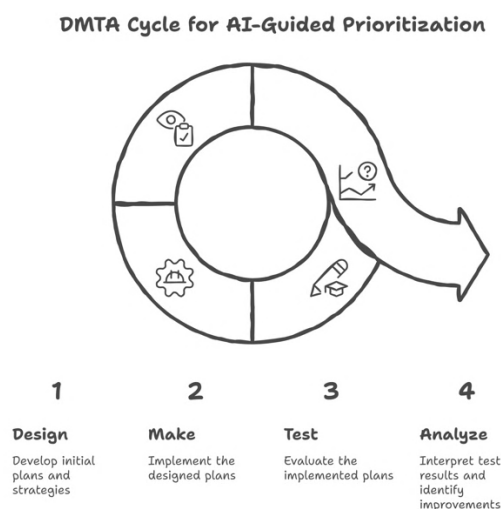 DMTA Cycle for AI-Guided Prioritization
?
1
2
3
4
Design
Make
Test
Analyze
Develop initial
plans and
strategies
Implement the
designed plans
Evaluate the
implemented plans
Interpret test
results and
identify
improvements